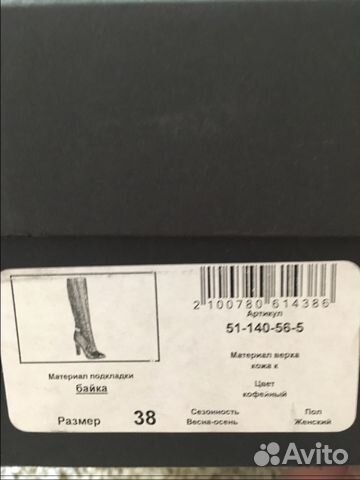 2 100780 614386
Артикул
51-140-56-5
Материал верха
кожа к
Материал подкладки
байка
Цвет
кофейный
Размер 38
Сезонность
Весна-осень
Пол
Женский
Avito